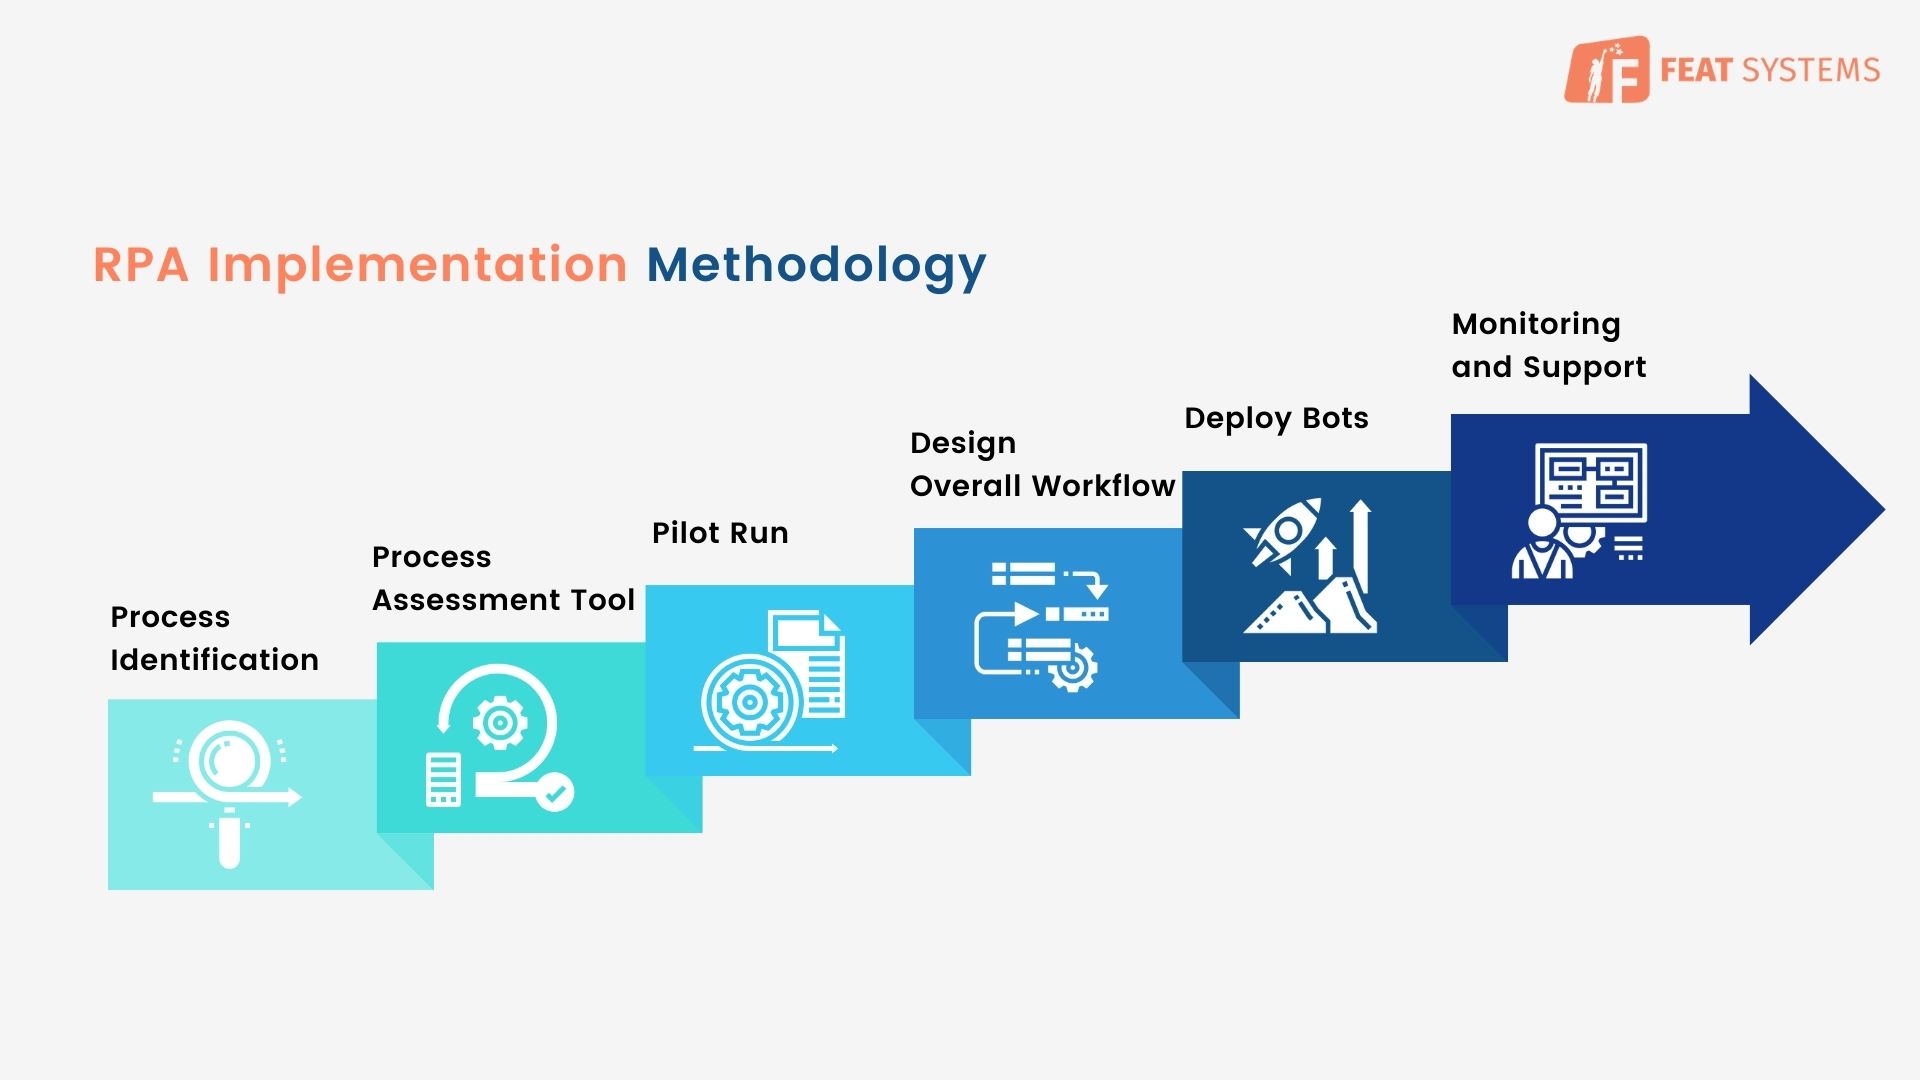 FEAT SYSTEMS
RPA Implementation Methodology
Process
Identification
Process
Assessment Tool
Pilot Run
Design
Overall Workflow
Deploy Bots
Monitoring
and Support